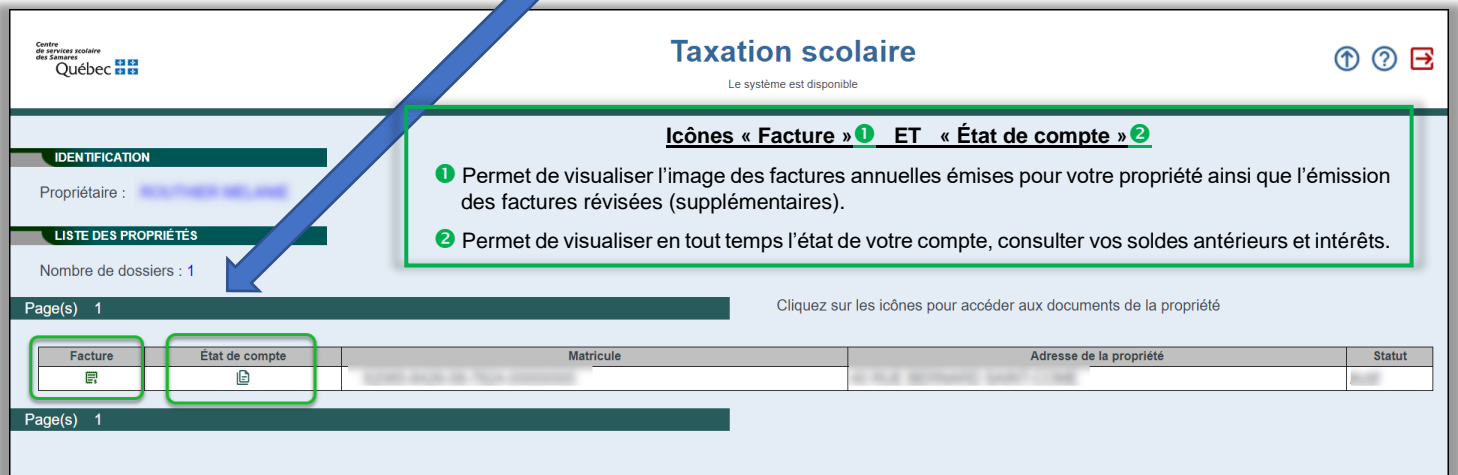 Centre
de services scolaire
des Samares
Québec
Taxation scolaire
Le système est disponible
Icônes « Facture »❶ ET « État de compte »❷
❶ Permet de visualiser l’image des factures annuelles émises pour votre propriété ainsi que l’émission
des factures révisées (supplémentaires).
❷ Permet de visualiser en tout temps l’état de votre compte, consulter vos soldes antérieurs et intérêts.
IDENTIFICATION
Propriétaire :
LISTE DES PROPRIÉTÉS
Nombre de dossiers : 1
Page(s) 1
Cliquez sur les icônes pour accéder aux documents de la propriété
Facture État de compte Matricule Adresse de la propriété Statut
Page(s) 1